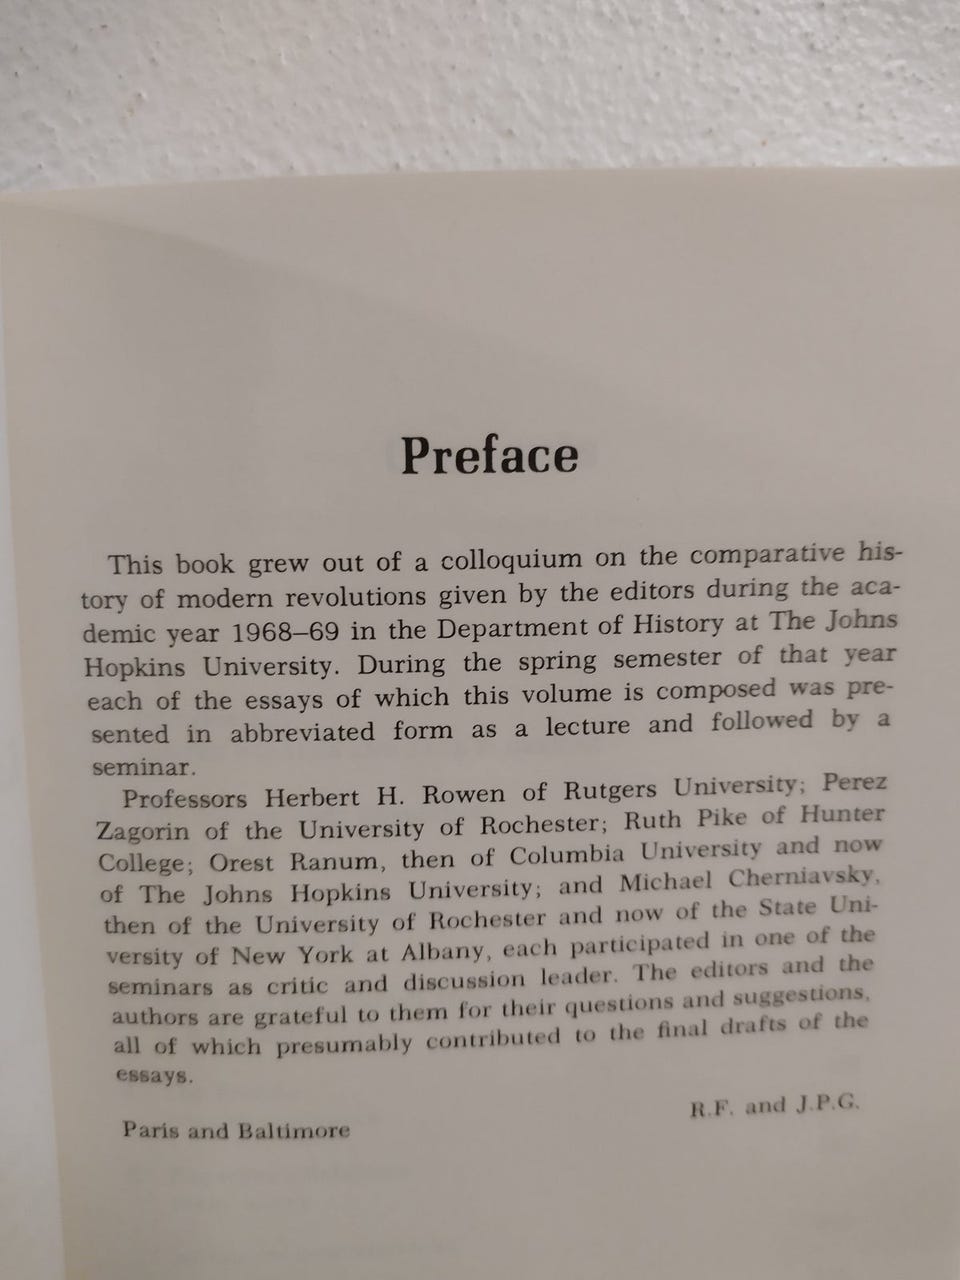 Preface
This book grew out of a colloquium on the comparative his-
tory of modern revolutions given by the editors during the aca-
demic year 1968–69 in the Department of History at The Johns
Hopkins University. During the spring semester of that year
each of the essays of which this volume is composed was pre-
sented in abbreviated form as a lecture and followed by a
seminar.
Professors Herbert H. Rowen of Rutgers University; Perez
Zagorin of the University of Rochester; Ruth Pike of Hunter
College; Orest Ranum, then of Columbia University and now
of The Johns Hopkins University; and Michael Cherniavsky,
then of the University of Rochester and now of the State Uni-
versity of New York at Albany, each participated in one of the
seminars as critic and discussion leader. The editors and the
authors are grateful to them for their questions and suggestions,
all of which presumably contributed to the final drafts of the
essays.
R.F. and J.P.G.
Paris and Baltimore